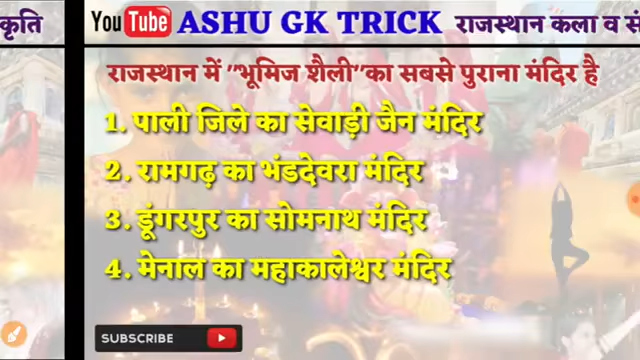 कृति
YouTube ASHU GK TRICK राजस्थान कला व सं
राजस्थान में "भूमिज शैली"का सबसे पुराना मंदिर है
1. पाली जिले का सेवाड़ी जैन मंदिर
2. रामगढ़ का भंडदेवरा मंदिर
3. डूंगरपुर का सोमनाथ मंदिर
4. मेनाल का महाकालेश्वर मंदिर
SUBSCRIBE